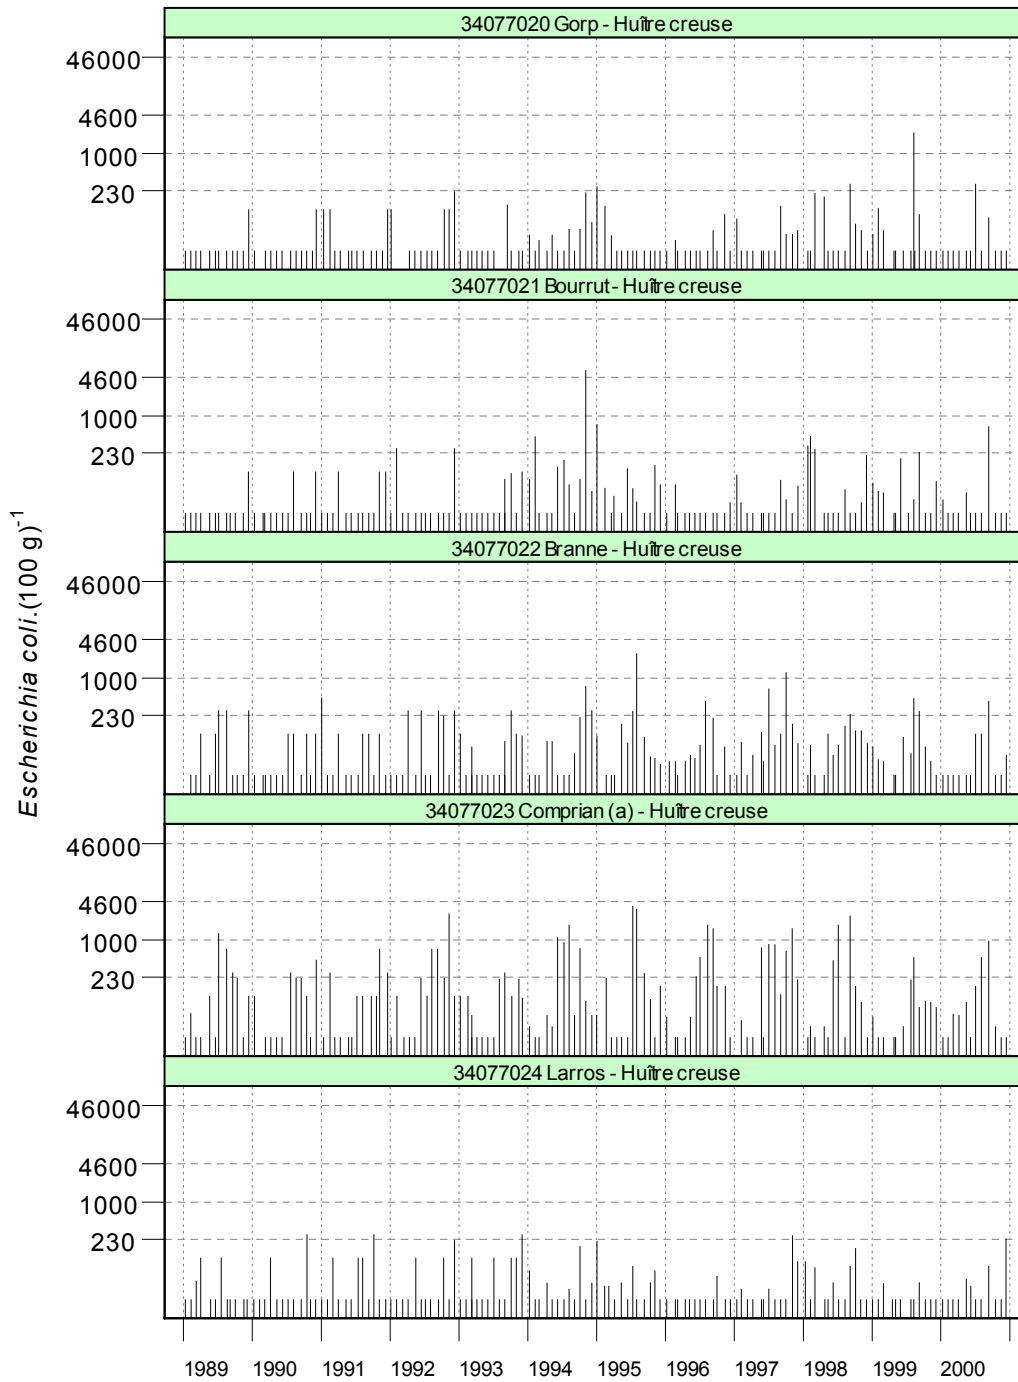 34077020 Gorp - Huître creuse
46000
4600
1000
230
34077021 Bourrut - Huître creuse
46000
4600
1000
230
34077022 Branne - Huître creuse
46000
4600
1000
230
34077023 Comprian (a) - Huître creuse
46000
4600
1000
230
34077024 Larros - Huître creuse
46000
4600
1000
230
Escherichia coli.(100 g)⁻¹
1989 1990 1991 1992 1993 1994 1995 1996 1997 1998 1999 2000